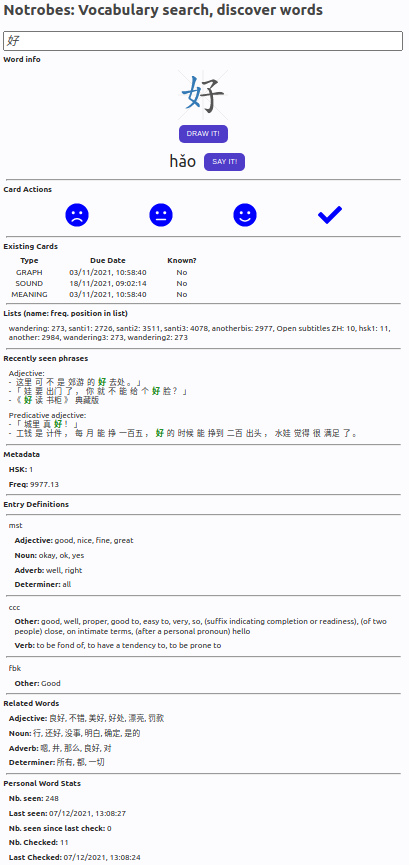 Notrobes: Vocabulary search, discover words
好
Word info
好
DRAW IT!
hǎo SAY IT!
Card Actions
Existing Cards
Type Due Date Known?
GRAPH 03/11/2021, 10:58:40 No
SOUND 18/11/2021, 09:02:14 No
MEANING 03/11/2021, 10:58:40 No
Lists (name: freq. position in list)
wandering: 273, santi1: 2726, santi2: 3511, santi3: 4078, anotherbis: 2977, Open subtitles ZH: 10, hsk1: 11,
another: 2984, wandering3: 273, wandering2: 273
Recently seen phrases
Adjective:
- 这里 可 不 是 郊游 的 好 去处 。 」
- 「 娃 要 出门 了 ， 你 就 不 能 给 个 好 脸 ？ 」
- 《 好 读 书柜 》 典藏版
Predicative adjective:
- 「 城里 真 好 ！ 」
- 工钱 是 计件 ， 每 月 能 挣 一百五 ， 好 的 时候 能 挣到 二百 出头 ， 水娃 觉得 很 满足 了 。
Metadata
HSK: 1
Freq: 9977.13
Entry Definitions
mst
Adjective: good, nice, fine, great
Noun: okay, ok, yes
Adverb: well, right
Determiner: all
ccc
Other: good, well, proper, good to, easy to, very, so, (suffix indicating completion or readiness), (of two
people) close, on intimate terms, (after a personal pronoun) hello
Verb: to be fond of, to have a tendency to, to be prone to
fbk
Other: Good
Related Words
Adjective: 良好, 不错, 美好, 好处, 漂亮, 罚款
Noun: 行, 还好, 没事, 明白, 确定, 是的
Adverb: 嗯, 井, 那么, 良好, 对
Determiner: 所有, 都, 一切
Personal Word Stats
Nb. seen: 248
Last seen: 07/12/2021, 13:08:27
Nb. seen since last check: 0
Nb. Checked: 11
Last Checked: 07/12/2021, 13:08:24